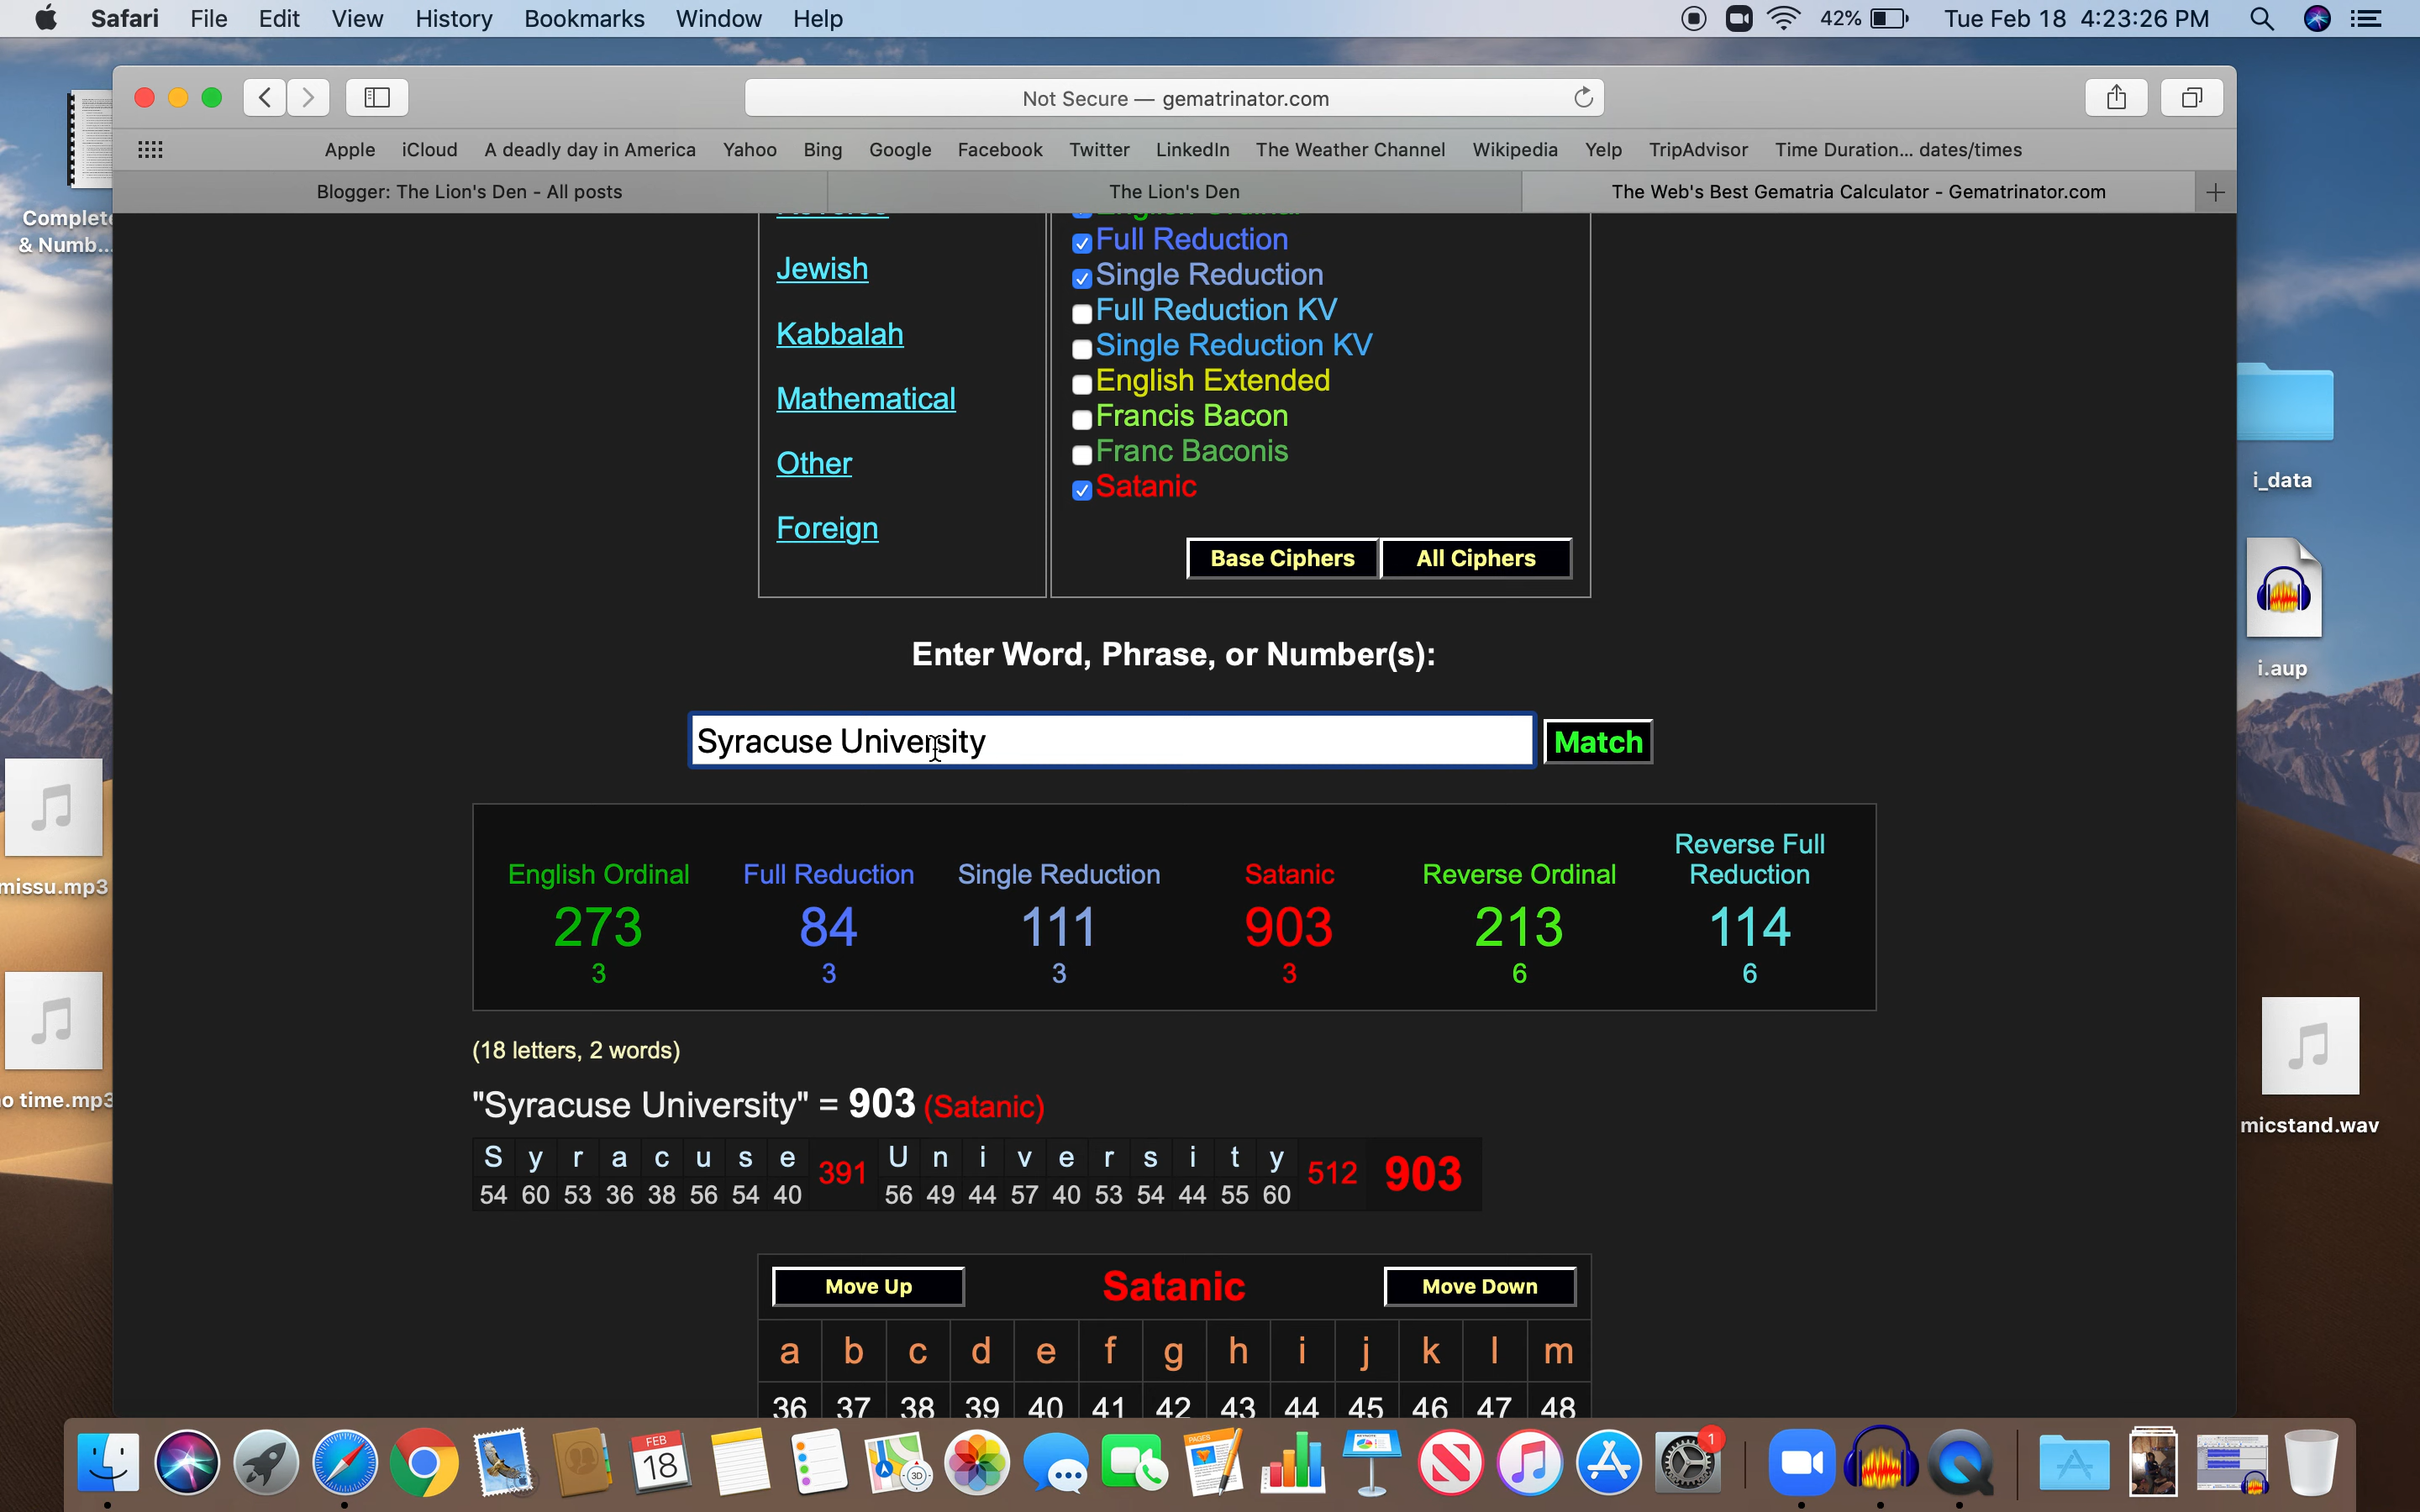 Safari File Edit View History Bookmarks Window Help 42% Tue Feb 18 4:23:26 PM
Not Secure — gematrinator.com
Apple iCloud A deadly day in America Yahoo Bing Google Facebook Twitter LinkedIn The Weather Channel Wikipedia Yelp TripAdvisor Time Duration... dates/times
Blogger: The Lion's Den - All posts The Lion's Den The Web's Best Gematria Calculator - Gematrinator.com
Complete
& Numb...
Reverse
English Ordinal
Full Reduction
Jewish
Single Reduction
Full Reduction KV
Kabbalah
Single Reduction KV
English Extended
Mathematical
Francis Bacon
Franc Baconis
Other
Satanic
Foreign
Base Ciphers All Ciphers
i_data
i.aup
Enter Word, Phrase, or Number(s):
Syracuse University Match
missu.mp3
English Ordinal Full Reduction Single Reduction Satanic Reverse Ordinal Reverse Full Reduction
273 84 111 903 213 114
3 3 3 3 6 6
(18 letters, 2 words)
o time.mp3
"Syracuse University" = 903 (Satanic)
micstand.wav
S y r a c u s e 391 U n i v e r s i t y 512 903
54 60 53 36 38 56 54 40 56 49 44 57 40 53 54 44 55 60
Move Up Satanic Move Down
a b c d e f g h i j k l m
36 37 38 39 40 41 42 43 44 45 46 47 48
FEB
18
PAGES
3D
1